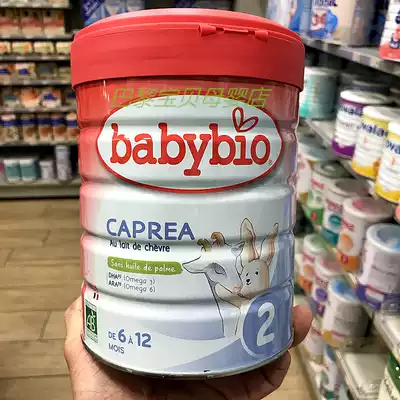 巴黎宝贝母婴店
babybio
CAPREA
Au lait de chèvre
Sans huile de palme
DHA
(Omega 3)
ARA
(Omega 6)
AB
DE 6 À 12
MOIS
2